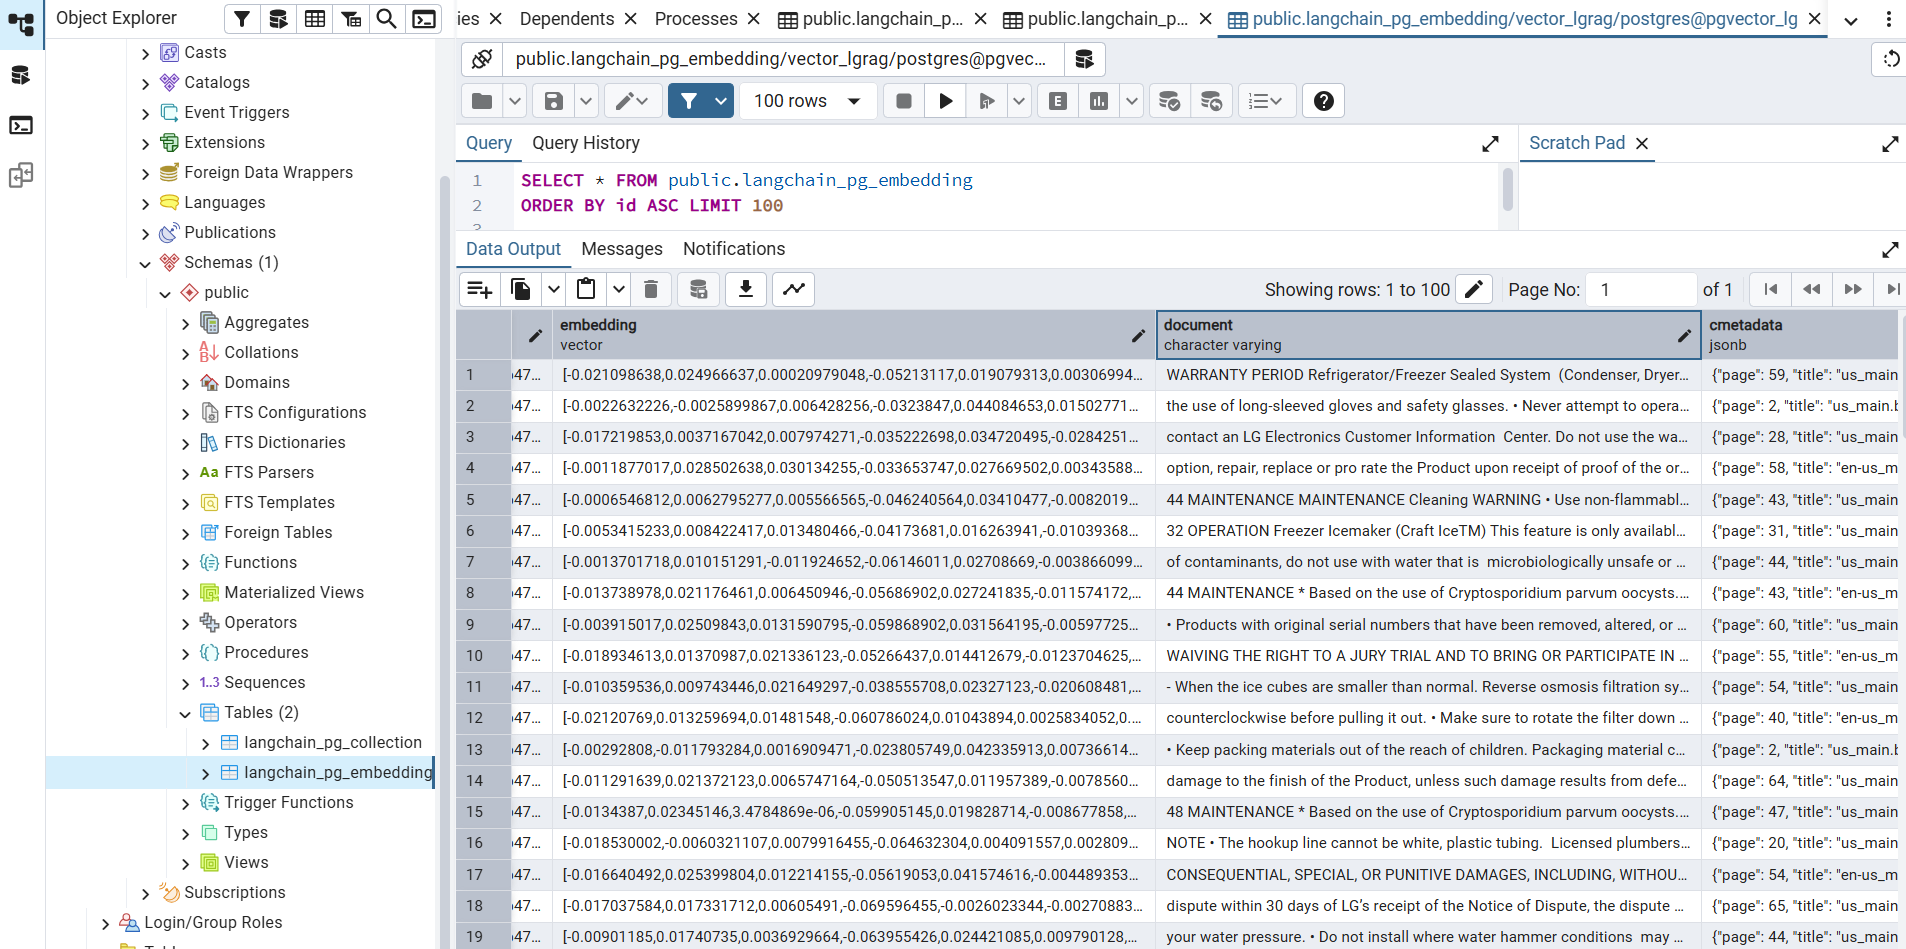 Object Explorer
Casts
Catalogs
Event Triggers
Extensions
Foreign Data Wrappers
Languages
Publications
Schemas (1)
public
Aggregates
Collations
Domains
FTS Configurations
FTS Dictionaries
Aa FTS Parsers
FTS Templates
Foreign Tables
Functions
Materialized Views
Operators
Procedures
1..3 Sequences
Tables (2)
langchain_pg_collection
langchain_pg_embedding
Trigger Functions
Types
Views
Subscriptions
Login/Group Roles
ies Dependents Processes public.langchain_p... public.langchain_p... public.langchain_pg_embedding/vector_lgrag/postgres@pgvector_lg
public.langchain_pg_embedding/vector_lgrag/postgres@pgvec...
100 rows
Query Query History Scratch Pad
1 SELECT * FROM public.langchain_pg_embedding
2 ORDER BY id ASC LIMIT 100
3
Data Output Messages Notifications
Showing rows: 1 to 100 Page No: 1 of 1
embedding document cmetadata
vector character varying jsonb
1 47... [-0.021098638,0.024966637,0.00020979048,-0.05213117,0.019079313,0.00306994... WARRANTY PERIOD Refrigerator/Freezer Sealed System (Condenser, Dryer... {"page": 59, "title": "us_main
2 47... [-0.0022632226,-0.0025899867,0.006428256,-0.0323847,0.044084653,0.01502771... the use of long-sleeved gloves and safety glasses. • Never attempt to opera... {"page": 2, "title": "us_main.b
3 47... [-0.017219853,0.0037167042,0.007974271,-0.035222698,0.034720495,-0.0284251... contact an LG Electronics Customer Information Center. Do not use the wa... {"page": 28, "title": "us_main
4 47... [-0.0011877017,0.028502638,0.030134255,-0.033653747,0.027669502,0.00343588... option, repair, replace or pro rate the Product upon receipt of proof of the or... {"page": 58, "title": "en-us_m
5 47... [-0.0006546812,0.0062795277,0.005566565,-0.046240564,0.03410477,-0.0082019... 44 MAINTENANCE MAINTENANCE Cleaning WARNING • Use non-flammabl... {"page": 43, "title": "us_main
6 47... [-0.0053415233,0.008422417,0.013480466,-0.04173681,0.016263941,-0.01039368... 32 OPERATION Freezer Icemaker (Craft IceTM) This feature is only availabl... {"page": 31, "title": "us_main
7 47... [-0.0013701718,0.010151291,-0.011924652,-0.06146011,0.02708669,-0.003866099... of contaminants, do not use with water that is microbiologically unsafe or ... {"page": 44, "title": "us_main
8 47... [-0.013738978,0.021176461,0.006450946,-0.05686902,0.027241835,-0.011574172,... 44 MAINTENANCE * Based on the use of Cryptosporidium parvum oocysts.... {"page": 43, "title": "en-us_m
9 47... [-0.003915017,0.02509843,0.0131590795,-0.059868902,0.031564195,-0.00597725... • Products with original serial numbers that have been removed, altered, or ... {"page": 60, "title": "us_main
10 47... [-0.018934613,0.01370987,0.021336123,-0.05266437,0.014412679,-0.0123704625,... WAIVING THE RIGHT TO A JURY TRIAL AND TO BRING OR PARTICIPATE IN ... {"page": 55, "title": "en-us_m
11 47... [-0.010359536,0.009743446,0.021649297,-0.038555708,0.02327123,-0.020608481,... - When the ice cubes are smaller than normal. Reverse osmosis filtration sy... {"page": 54, "title": "us_main
12 47... [-0.02120769,0.013259694,0.01481548,-0.060786024,0.01043894,0.0025834052,0.... counterclockwise before pulling it out. • Make sure to rotate the filter down ... {"page": 40, "title": "en-us_m
13 47... [-0.00292808,-0.011793284,0.0016909471,-0.023805749,0.042335913,0.00736614... • Keep packing materials out of the reach of children. Packaging material c... {"page": 2, "title": "us_main.b
14 47... [-0.011291639,0.021372123,0.0065747164,-0.050513547,0.011957389,-0.0078560... damage to the finish of the Product, unless such damage results from defe... {"page": 64, "title": "us_main
15 47... [-0.0134387,0.02345146,3.4784869e-06,-0.059905145,0.019828714,-0.008677858,... 48 MAINTENANCE * Based on the use of Cryptosporidium parvum oocysts.... {"page": 47, "title": "us_main
16 47... [-0.018530002,-0.0060321107,0.0079916455,-0.064632304,0.004091557,0.002809... NOTE • The hookup line cannot be white, plastic tubing. Licensed plumbers... {"page": 20, "title": "us_main
17 47... [-0.016640492,0.025399804,0.012214155,-0.05619053,0.041574616,-0.004489353... CONSEQUENTIAL, SPECIAL, OR PUNITIVE DAMAGES, INCLUDING, WITHOU... {"page": 54, "title": "en-us_m
18 47... [-0.017037584,0.017331712,0.00605491,-0.069596455,-0.0026023344,-0.00270883... dispute within 30 days of LG's receipt of the Notice of Dispute, the dispute ... {"page": 65, "title": "us_main
19 47... [-0.00901185,0.01740735,0.0036929664,-0.063955426,0.024421085,0.009790128,... your water pressure. • Do not install where water hammer conditions may ... {"page": 44, "title": "us_main